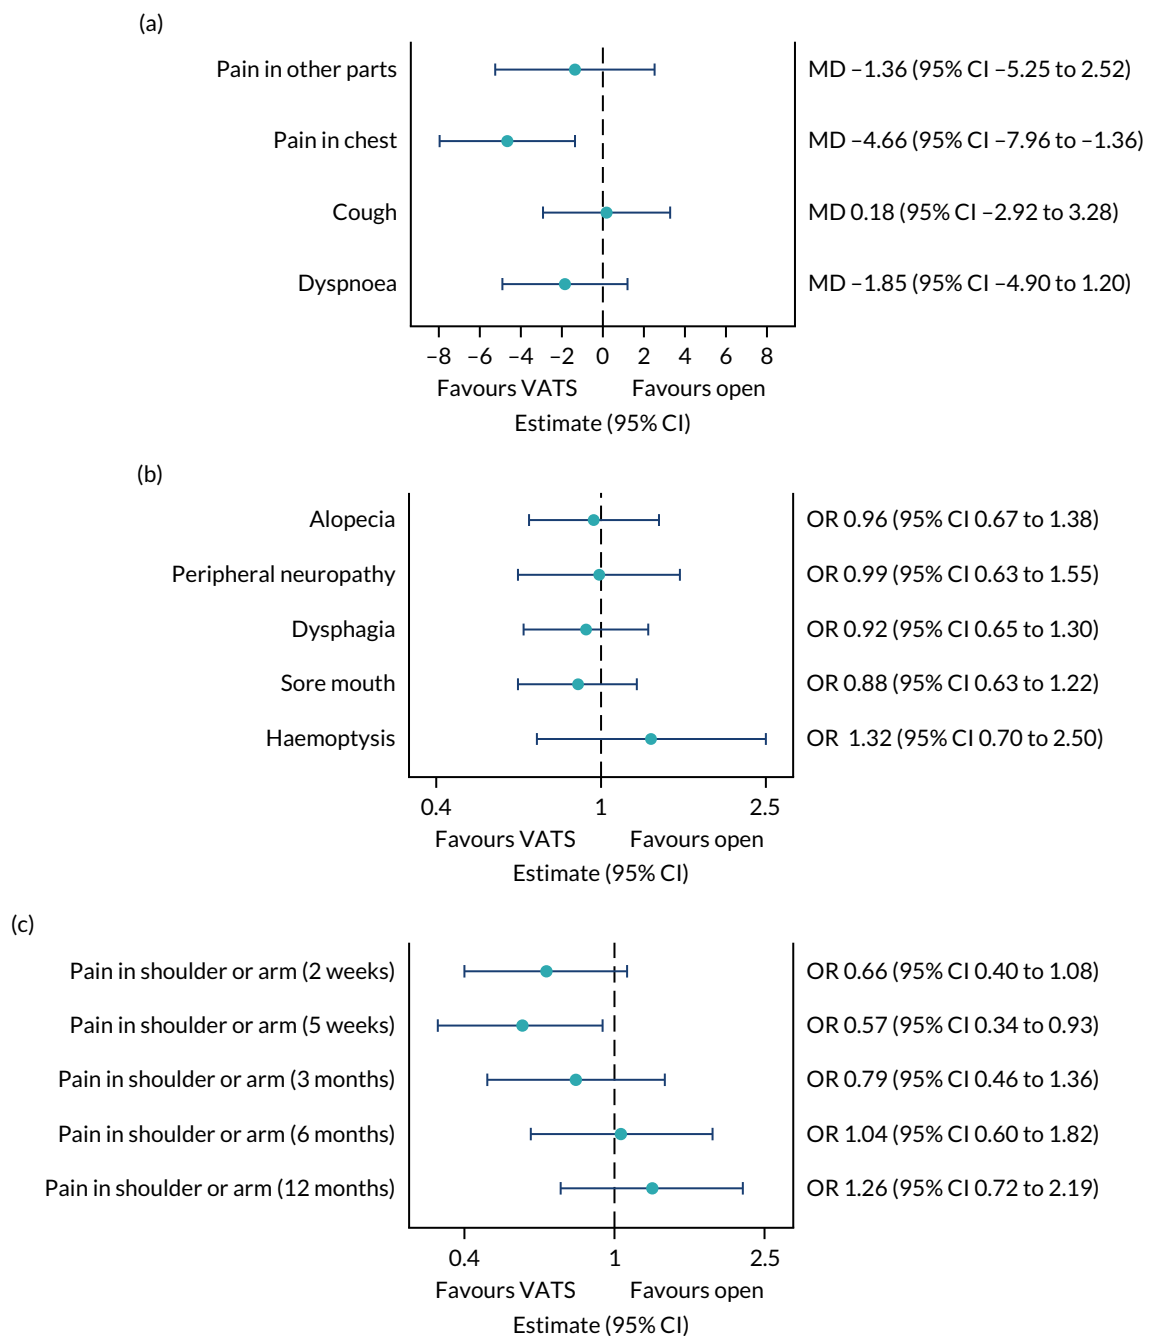 (a)
Pain in other parts MD –1.36 (95% CI –5.25 to 2.52)
Pain in chest MD –4.66 (95% CI –7.96 to –1.36)
Cough MD 0.18 (95% CI –2.92 to 3.28)
Dyspnoea MD –1.85 (95% CI –4.90 to 1.20)
–8 –6 –4 –2 0 2 4 6 8
Favours VATS Favours open
Estimate (95% CI)
(b)
Alopecia OR 0.96 (95% CI 0.67 to 1.38)
Peripheral neuropathy OR 0.99 (95% CI 0.63 to 1.55)
Dysphagia OR 0.92 (95% CI 0.65 to 1.30)
Sore mouth OR 0.88 (95% CI 0.63 to 1.22)
Haemoptysis OR 1.32 (95% CI 0.70 to 2.50)
0.4 1 2.5
Favours VATS Favours open
Estimate (95% CI)
(c)
Pain in shoulder or arm (2 weeks) OR 0.66 (95% CI 0.40 to 1.08)
Pain in shoulder or arm (5 weeks) OR 0.57 (95% CI 0.34 to 0.93)
Pain in shoulder or arm (3 months) OR 0.79 (95% CI 0.46 to 1.36)
Pain in shoulder or arm (6 months) OR 1.04 (95% CI 0.60 to 1.82)
Pain in shoulder or arm (12 months) OR 1.26 (95% CI 0.72 to 2.19)
0.4 1 2.5
Favours VATS Favours open
Estimate (95% CI)